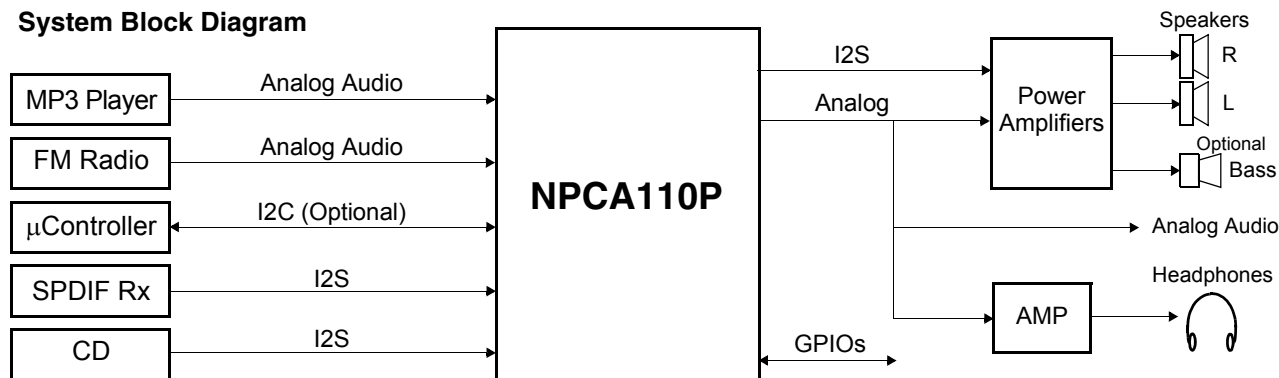 System Block Diagram
MP3 Player
Analog Audio
FM Radio
Analog Audio
μController
I2C (Optional)
SPDIF Rx
I2S
CD
I2S
NPCA110P
I2S
Analog
GPIOs
Power
Amplifiers
Speakers
R
L
Optional
Bass
Analog Audio
AMP
Headphones